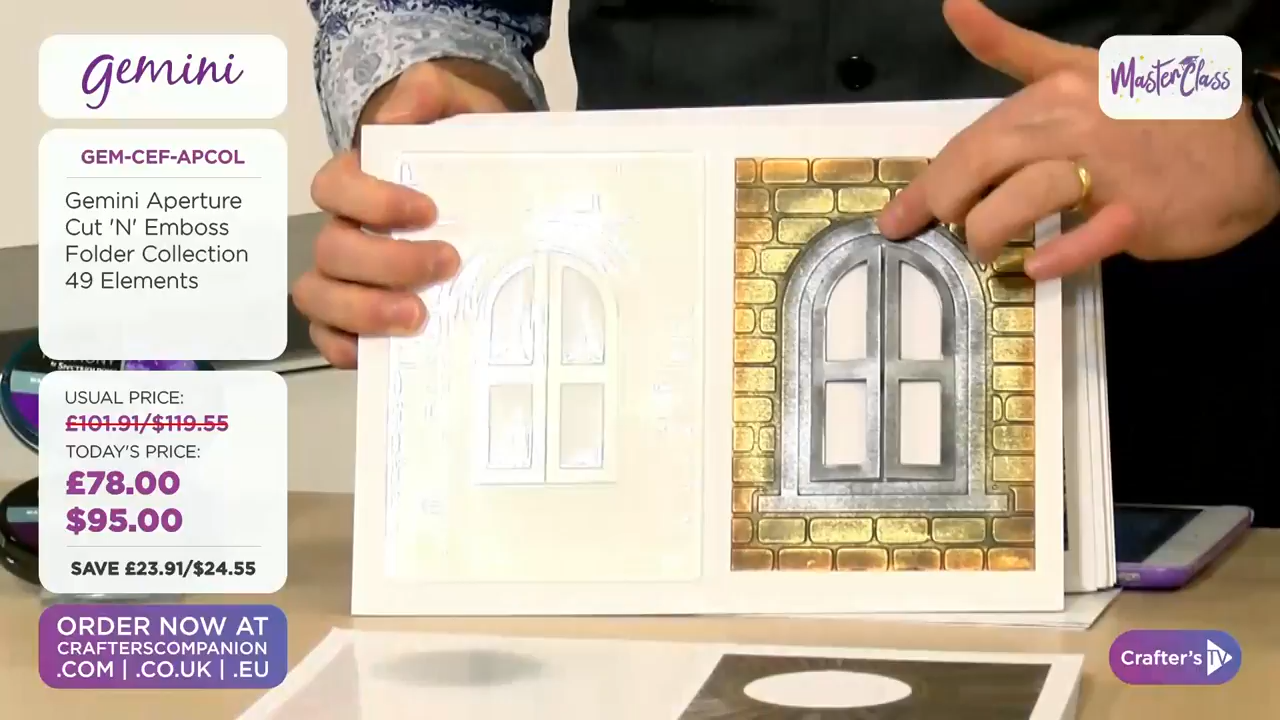 gemini
GEM-CEF-APCOL
Gemini Aperture
Cut 'N' Emboss
Folder Collection
49 Elements
USUAL PRICE:
£101.91/$119.55
TODAY'S PRICE:
£78.00
$95.00
SAVE £23.91/$24.55
ORDER NOW AT
CRAFTERSCOMPANION
.COM | .CO.UK | .EU
MasterClass
Crafter's TV